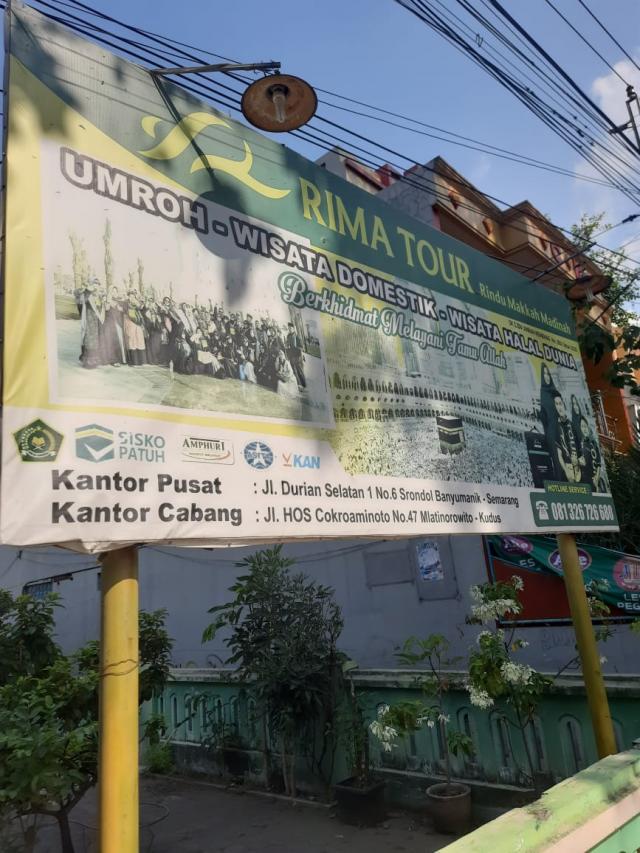 RIMA TOUR
Rindu Makkah Madinah
UMROH - WISATA DOMESTIK - WISATA HALAL DUNIA
Berkhidmat Melayani Tamu Allah
SiSKO
PATUH
AMPHURI
KAN
Kantor Pusat : Jl. Durian Selatan 1 No.6 Srondol Banyumanik - Semarang
Kantor Cabang : Jl. HOS Cokroaminoto No.47 Mlatinorowito - Kudus
HOTLINE SERVICE
081 326 726 680